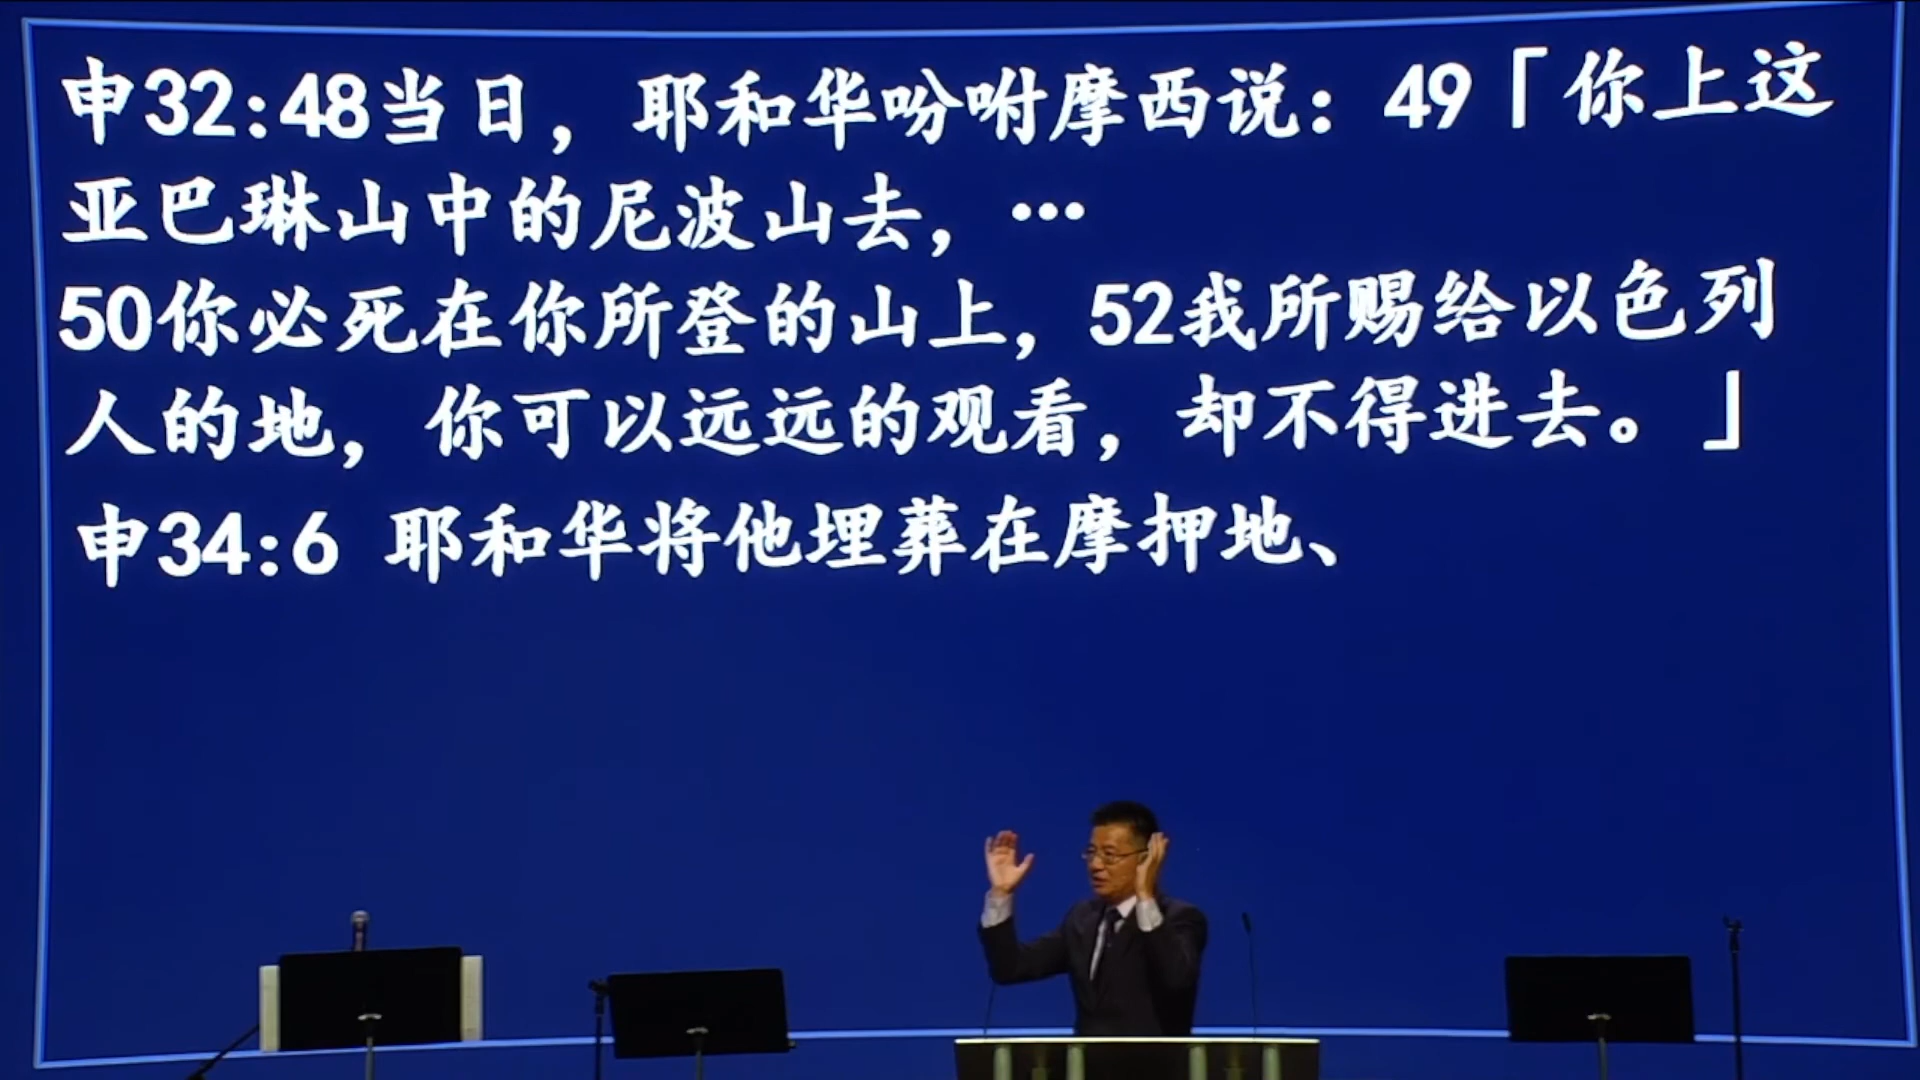 申32:48当日，耶和华吩咐摩西说：49「你上这
亚巴琳山中的尼波山去，…
50你必死在你所登的山上，52我所赐给以色列
人的地，你可以远远的观看，却不得进去。」
申34:6 耶和华将他埋葬在摩押地、